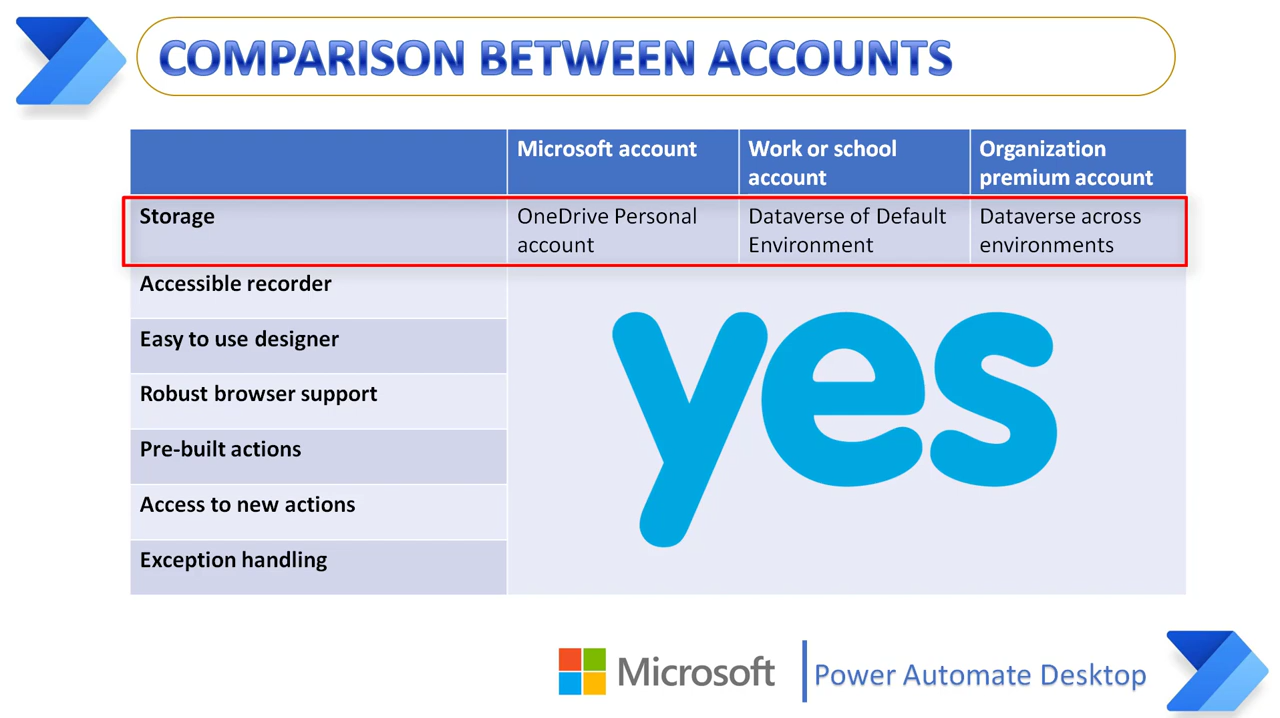 COMPARISON BETWEEN ACCOUNTS
Microsoft account
Work or school
account
Organization
premium account
Storage
OneDrive Personal
account
Dataverse of Default
Environment
Dataverse across
environments
Accessible recorder
Easy to use designer
Robust browser support
Pre-built actions
Access to new actions
Exception handling
yes
Microsoft
Power Automate Desktop